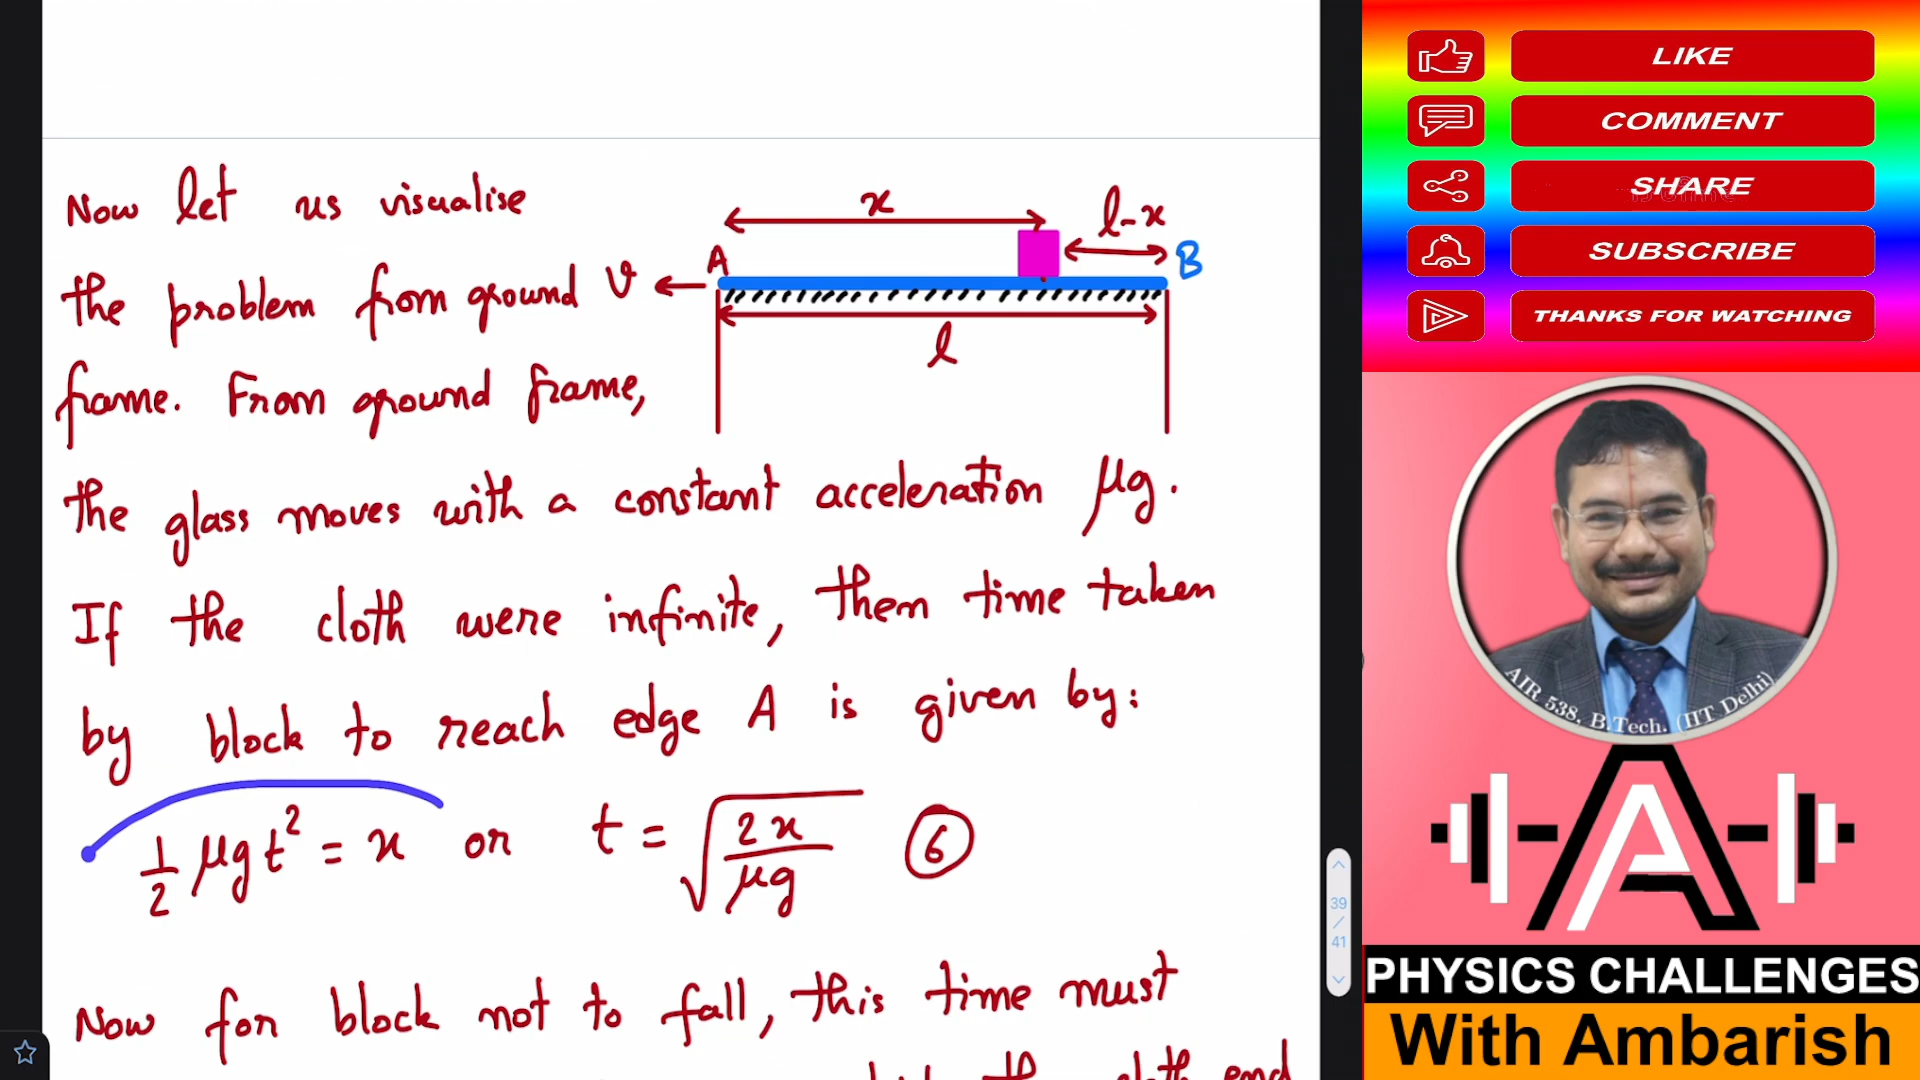 Now let us visualise
the problem from ground
frame. From ground frame,
the glass moves with a constant acceleration μg.
If the cloth were infinite, then time taken
by block to reach edge A is given by:
1/2 μg t² = x or t = √(2x/μg) ⑥
Now for block not to fall, this time must
the cloth end
x
l-x
A
B
v
l
39
/
41
LIKE
COMMENT
SHARE
SUBSCRIBE
THANKS FOR WATCHING
AIR 538, B.Tech. (IIT Delhi)
A
PHYSICS CHALLENGES
With Ambarish